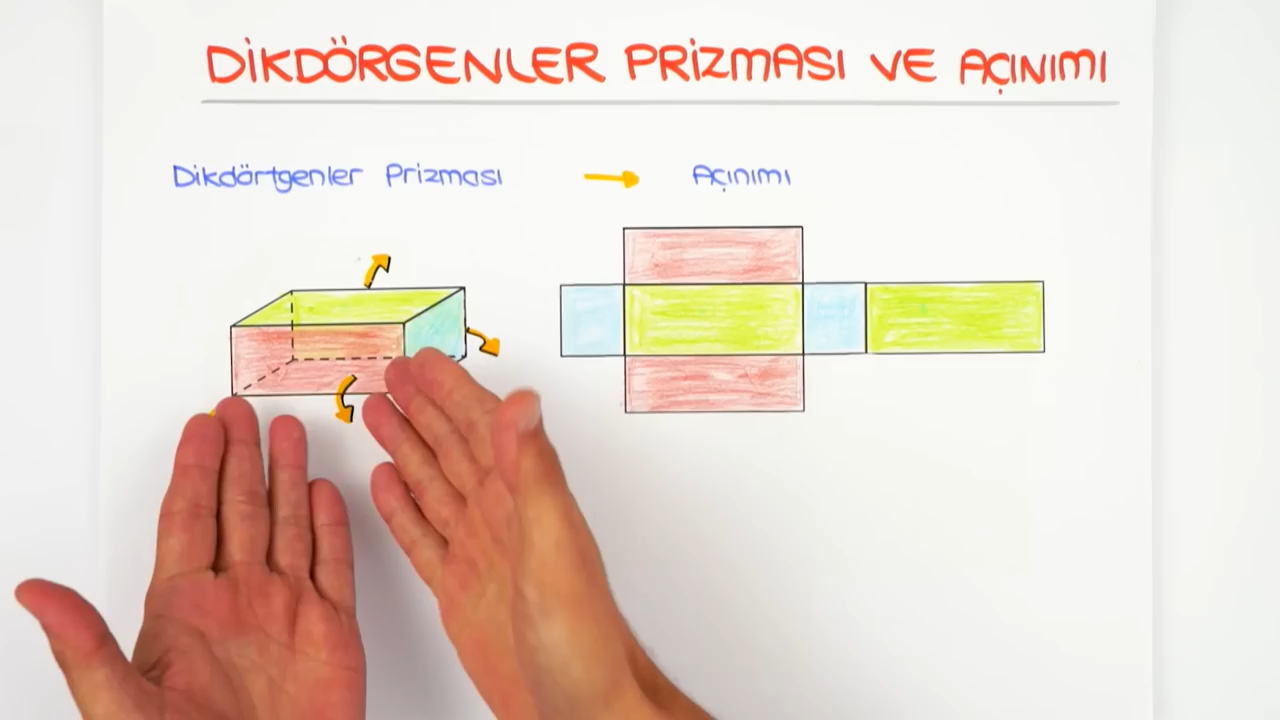 DİKDÖRGENLER PRİZMASI VE AÇINIMI
Dikdörtgenler Prizması → Açınımı